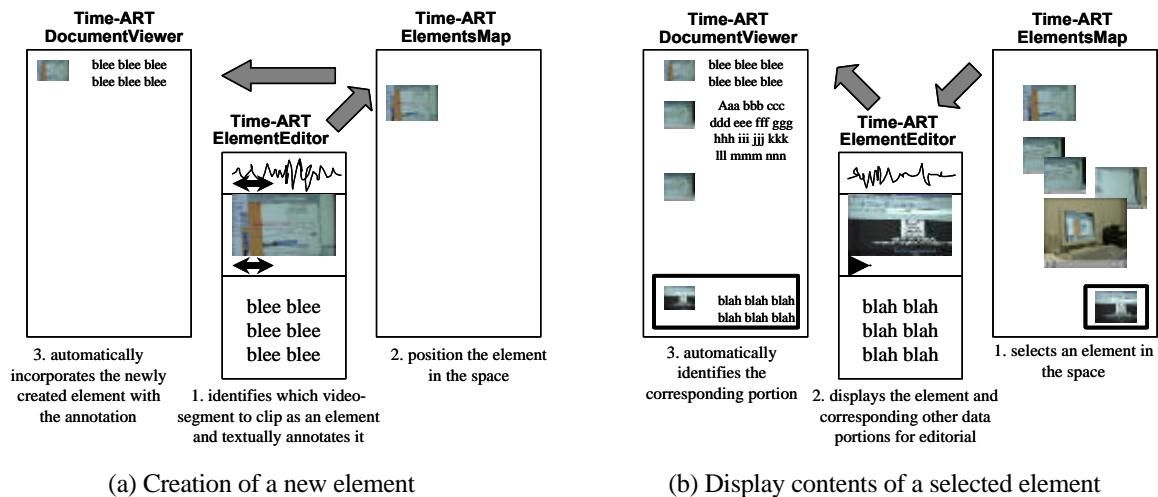 Time-ART
DocumentViewer
blee blee blee
blee blee blee
3. automatically
incorporates the newly
created element with
the annotation
Time-ART
ElementEditor
blee blee
blee blee
blee blee
1. identifies which video-
segment to clip as an element
and textually annotates it
Time-ART
ElementsMap
2. position the element
in the space
(a) Creation of a new element
Time-ART
DocumentViewer
blee blee blee
blee blee blee
Aaa bbb ccc
ddd eee fff ggg
hhh iii jjj kkk
lll mmm nnn
blah blah blah
blah blah blah
3. automatically
identifies the
corresponding portion
Time-ART
ElementEditor
blah blah
blah blah
blah blah
2. displays the element and
corresponding other data
portions for editorial
Time-ART
ElementsMap
1. selects an element in
the space
(b) Display contents of a selected element